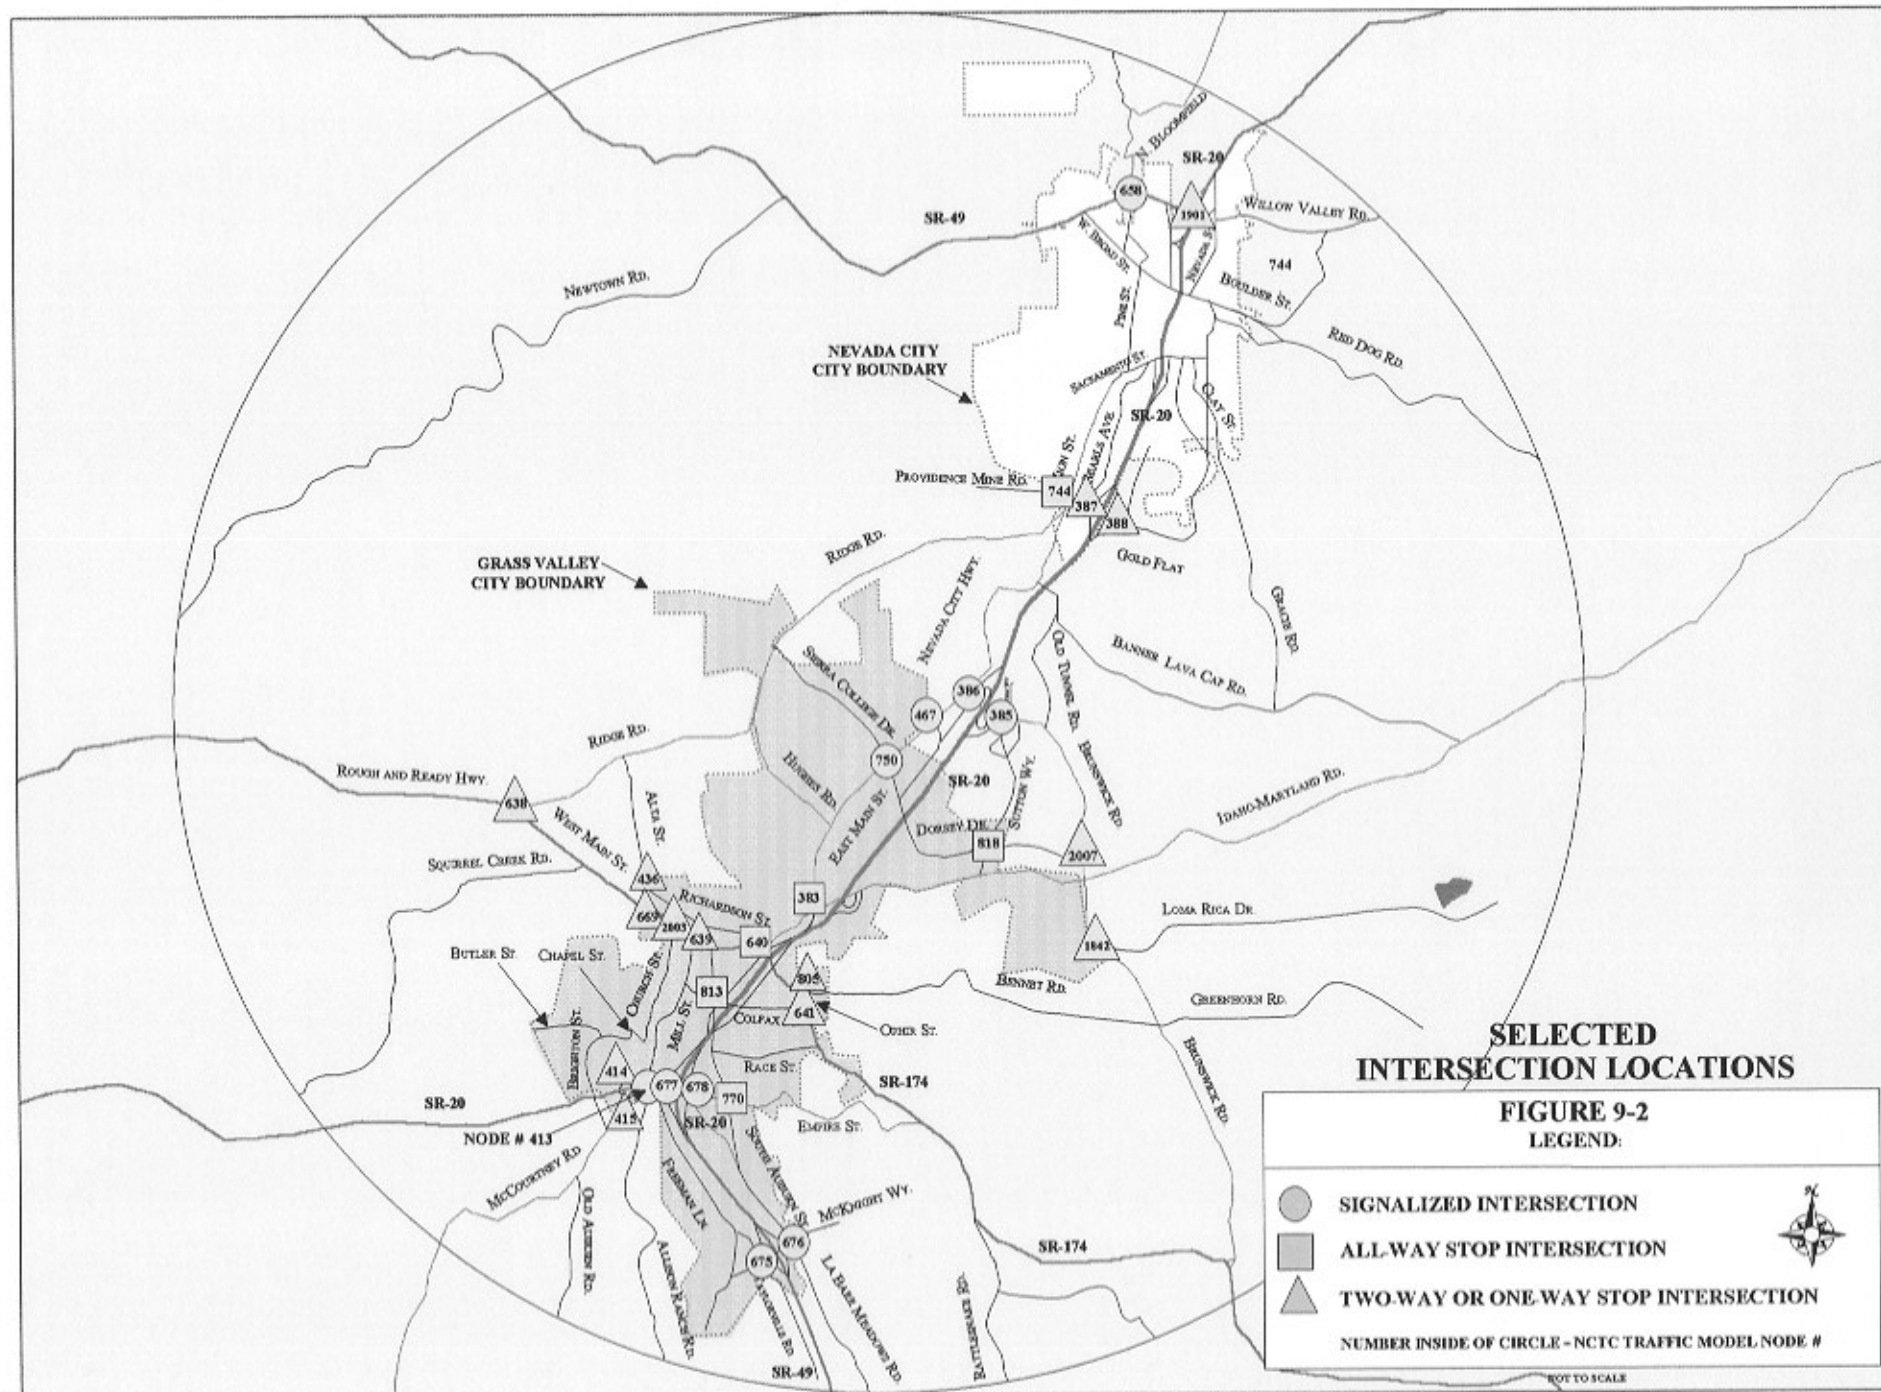 N. BLOOMFIELD
SR-20
658
1901
WILLOW VALLEY RD.
SR-49
W. BROAD ST.
NEVADA ST.
744
BOULDER ST.
NEWTOWN RD.
PINE ST.
RED DOG RD.
NEVADA CITY
CITY BOUNDARY
SACRAMENTO ST.
CLAY ST.
SR-20
PROVIDENCE MINE RD.
744
387
388
RIDGE RD.
GOLD FLAT
GRASS VALLEY
CITY BOUNDARY
NEVADA CITY HWY.
GRACIE RD.
OLD TUNNEL RD.
BANNER LAVA CAP RD.
SIERRA COLLEGE DR.
386
467
385
RIDGE RD.
750
HUGHES RD.
SR-20
SUTTON WY.
BRUNSWICK RD.
IDAHO-MARYLAND RD.
ROUGH AND READY HWY.
638
ALTA ST.
WEST MAIN ST.
EAST MAIN ST.
DORSEY DR.
818
2007
SQUIRREL CREEK RD.
436
383
RICHARDSON ST.
669
2003
639
640
LOMA RICA DR.
1842
BUTLER ST.
CHAPEL ST.
CHURCH ST.
805
BENNET RD.
GREENHORN RD.
813
MILL ST.
COLFAX
641
OPHIR ST.
BRIGHTON ST.
RACE ST.
SR-174
BRUNSWICK RD.
414
677
678
770
SR-20
415
SR-20
EMPIRE ST.
NODE # 413
MCCOURTNEY RD
FREEMAN LN.
SOUTH AUBURN ST.
MCKNIGHT WY.
OLD AUBURN RD.
676
675
SR-174
ALLISON RANCH RD.
TAYLORVILLE RD.
LA BARR MEADOWS RD.
RATTLESNAKE RD.
SR-49
SELECTED
INTERSECTION LOCATIONS
FIGURE 9-2
LEGEND:
N
SIGNALIZED INTERSECTION
ALL-WAY STOP INTERSECTION
TWO-WAY OR ONE-WAY STOP INTERSECTION
NUMBER INSIDE OF CIRCLE - NCTC TRAFFIC MODEL NODE #
NOT TO SCALE